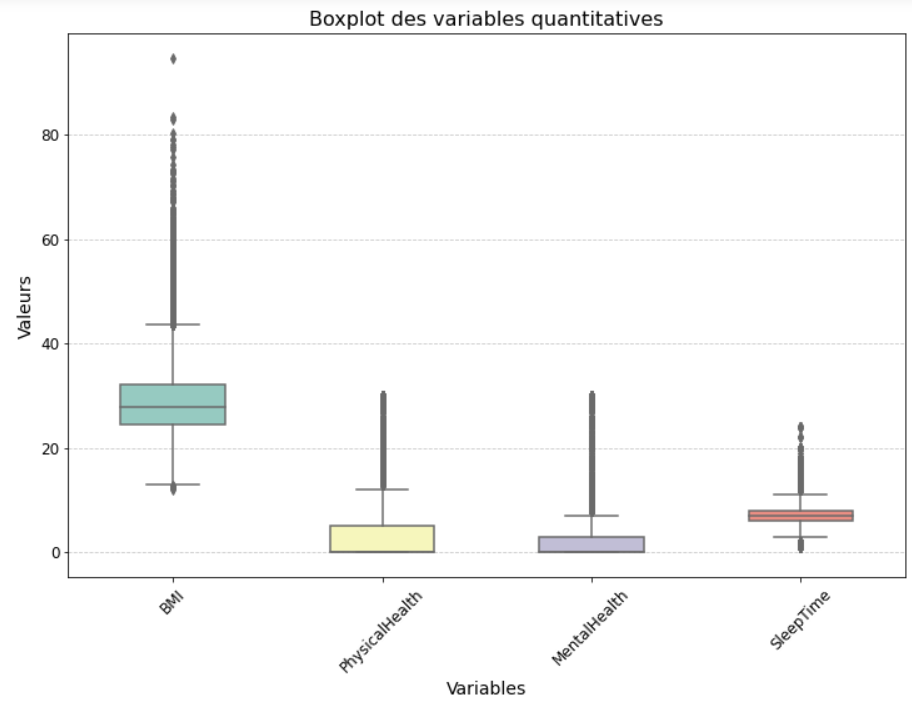 Boxplot des variables quantitatives
Valeurs
80
60
40
20
0
BMI
PhysicalHealth
MentalHealth
SleepTime
Variables